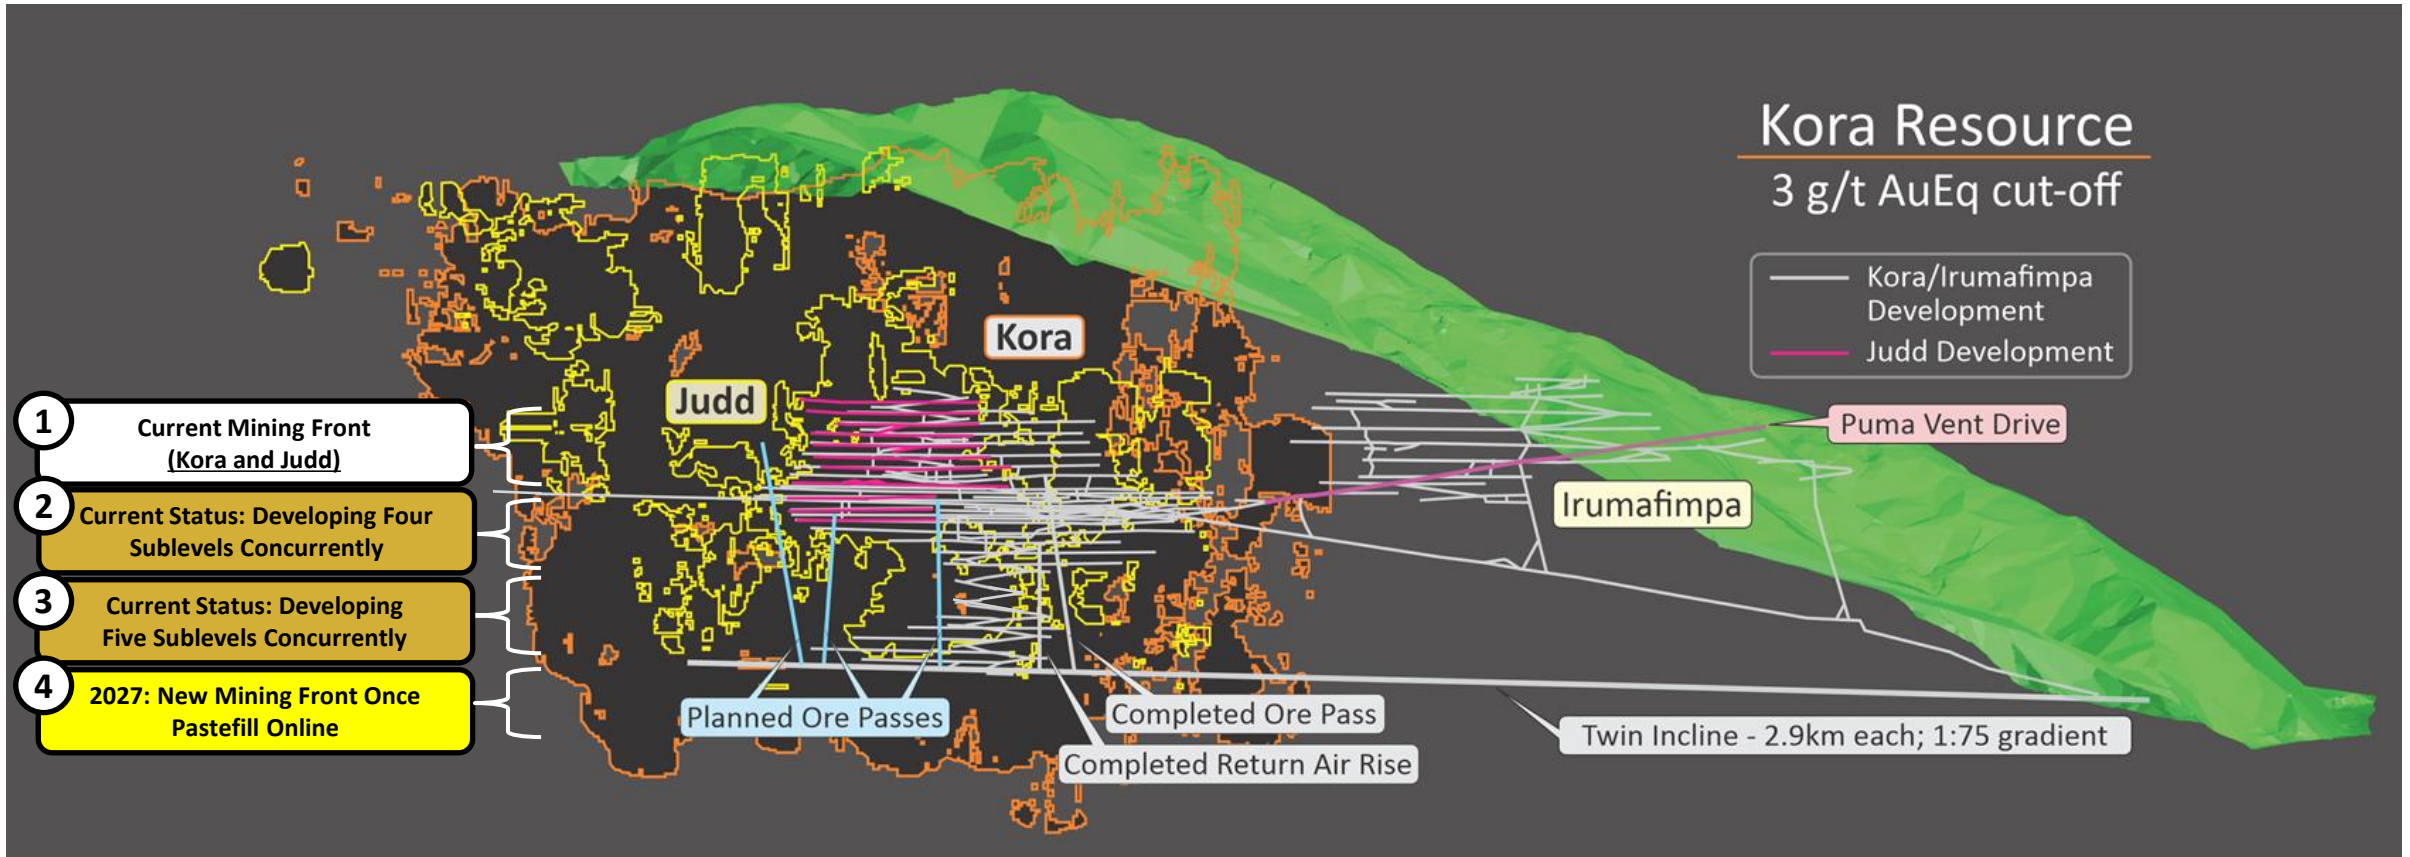 Kora Resource
3 g/t AuEq cut-off
Kora/Irumafimpa
Development
Judd Development
Kora
Judd
Puma Vent Drive
Irumafimpa
1
Current Mining Front
(Kora and Judd)
2
Current Status: Developing Four
Sublevels Concurrently
3
Current Status: Developing
Five Sublevels Concurrently
4
2027: New Mining Front Once
Pastefill Online
Planned Ore Passes
Completed Ore Pass
Completed Return Air Rise
Twin Incline - 2.9km each; 1:75 gradient